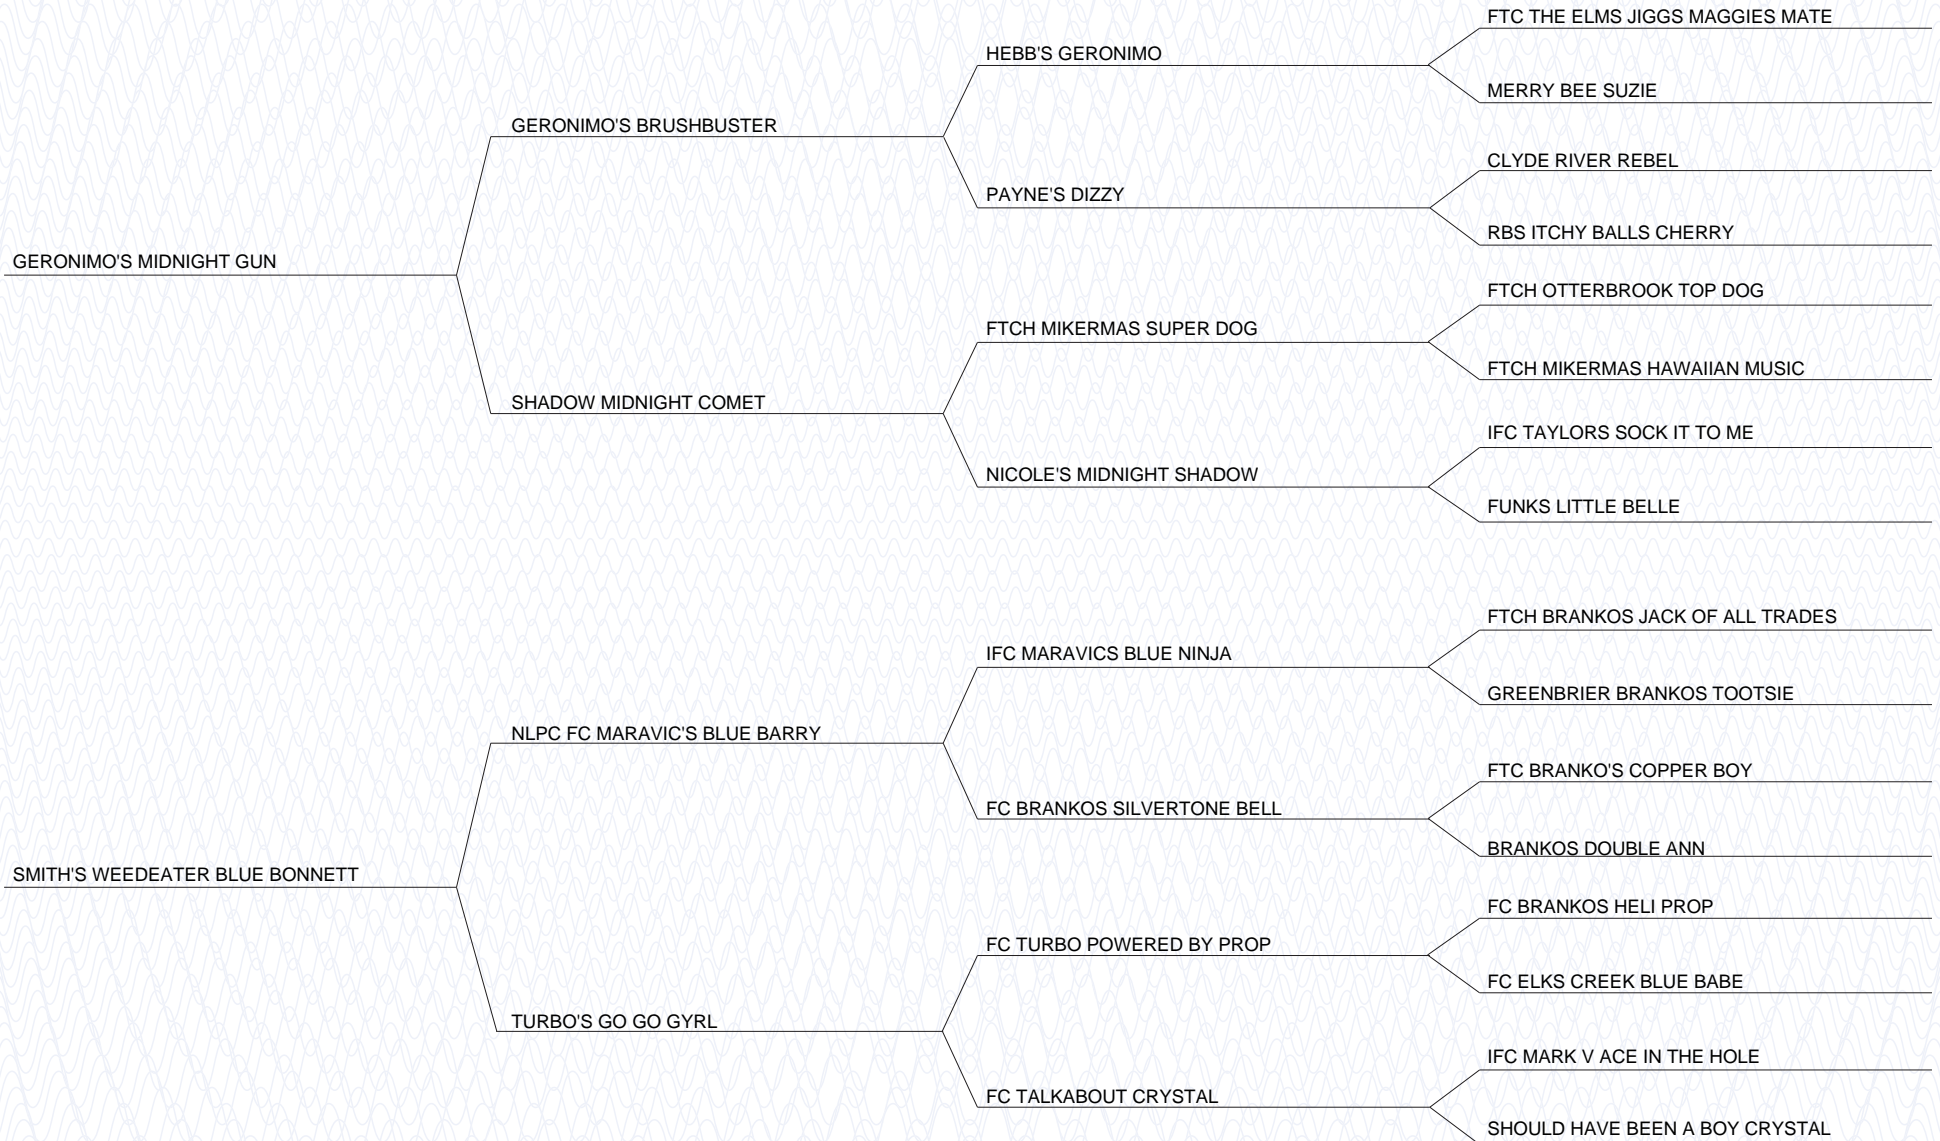 FTC THE ELMS JIGGS MAGGIES MATE
HEBB'S GERONIMO
MERRY BEE SUZIE
GERONIMO'S BRUSHBUSTER
CLYDE RIVER REBEL
PAYNE'S DIZZY
RBS ITCHY BALLS CHERRY
GERONIMO'S MIDNIGHT GUN
FTCH OTTERBROOK TOP DOG
FTCH MIKERMAS SUPER DOG
FTCH MIKERMAS HAWAIIAN MUSIC
SHADOW MIDNIGHT COMET
IFC TAYLORS SOCK IT TO ME
NICOLE'S MIDNIGHT SHADOW
FUNKS LITTLE BELLE
FTCH BRANKOS JACK OF ALL TRADES
IFC MARAVICS BLUE NINJA
GREENBRIER BRANKOS TOOTSIE
NLPC FC MARAVIC'S BLUE BARRY
FTC BRANKO'S COPPER BOY
FC BRANKOS SILVERTONE BELL
BRANKOS DOUBLE ANN
SMITH'S WEEDEATER BLUE BONNETT
FC BRANKOS HELI PROP
FC TURBO POWERED BY PROP
FC ELKS CREEK BLUE BABE
TURBO'S GO GO GYRL
IFC MARK V ACE IN THE HOLE
FC TALKABOUT CRYSTAL
SHOULD HAVE BEEN A BOY CRYSTAL